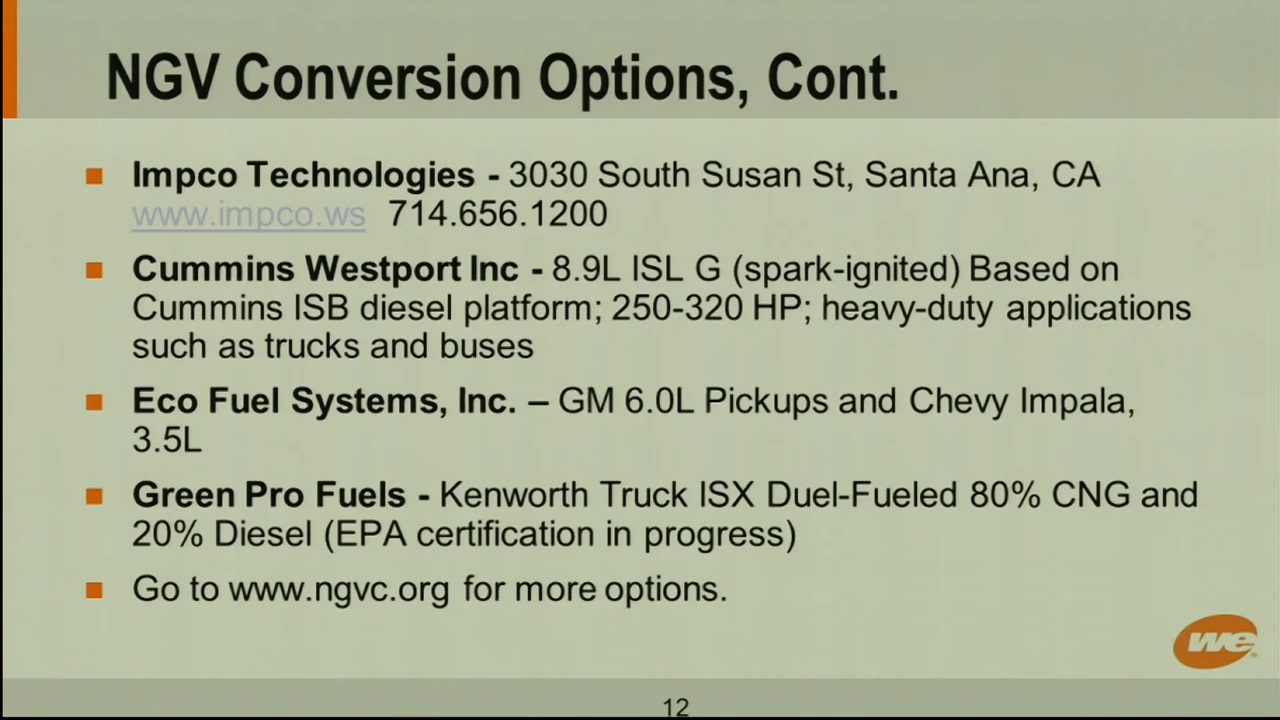 NGV Conversion Options, Cont.
Impco Technologies - 3030 South Susan St, Santa Ana, CA
www.impco.ws 714.656.1200
Cummins Westport Inc - 8.9L ISL G (spark-ignited) Based on
Cummins ISB diesel platform; 250-320 HP; heavy-duty applications
such as trucks and buses
Eco Fuel Systems, Inc. – GM 6.0L Pickups and Chevy Impala,
3.5L
Green Pro Fuels - Kenworth Truck ISX Duel-Fueled 80% CNG and
20% Diesel (EPA certification in progress)
Go to www.ngvc.org for more options.
we
12